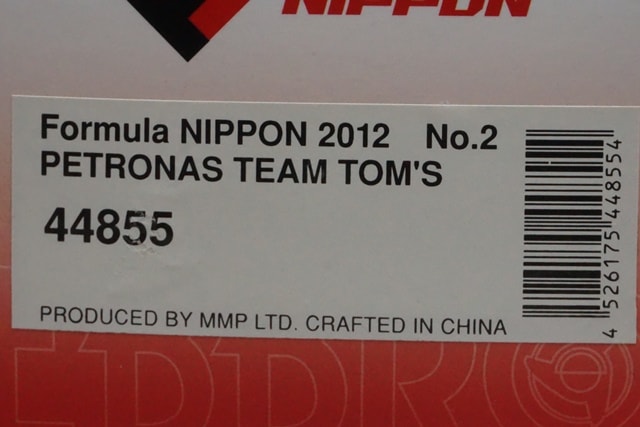 NIPPON
Formula NIPPON 2012 No.2
PETRONAS TEAM TOM'S
44855
4 526175 448554
PRODUCED BY MMP LTD. CRAFTED IN CHINA
EBBRO